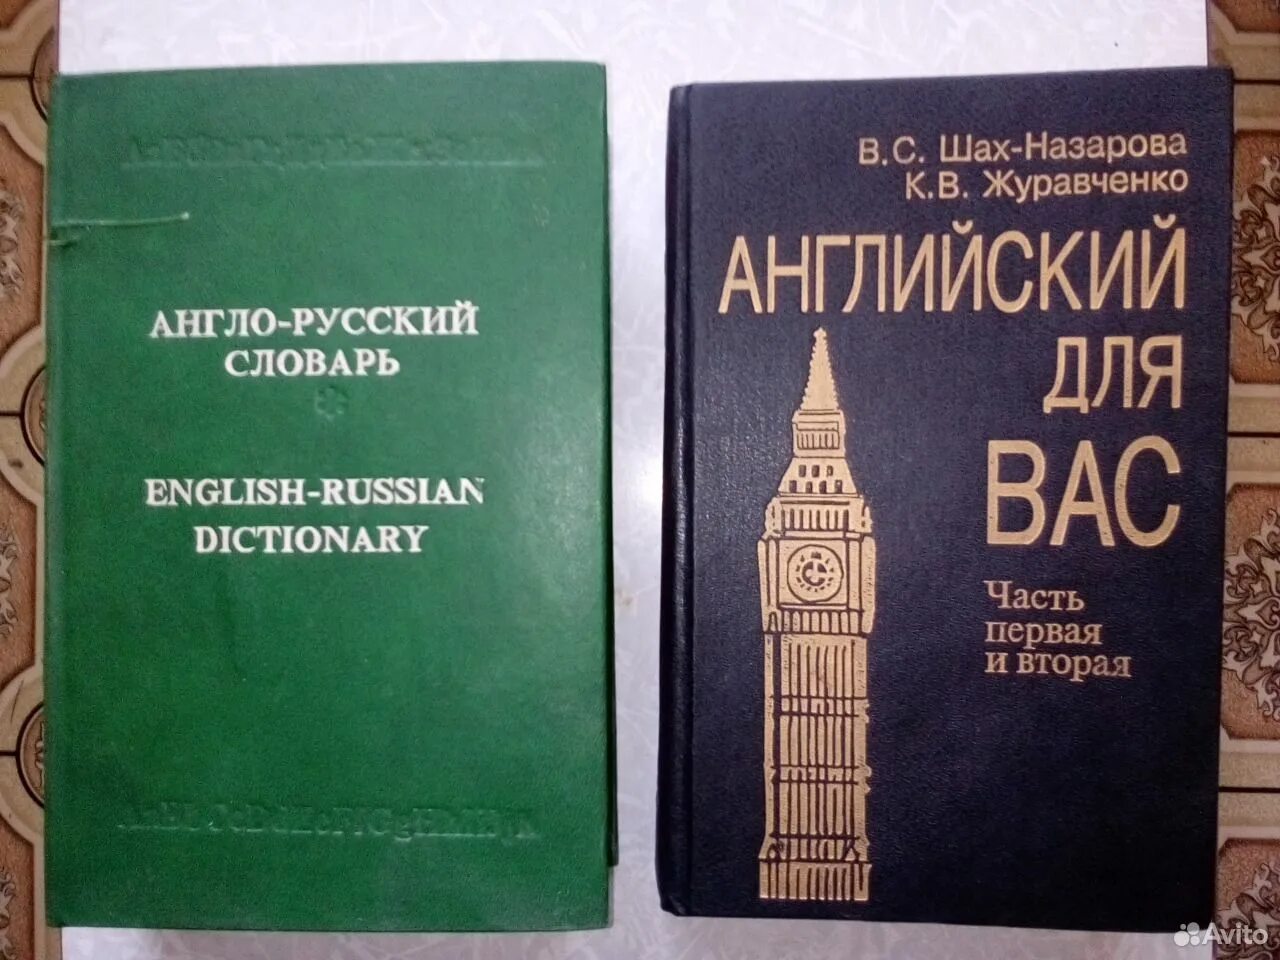 АНГЛО-РУССКИЙ
СЛОВАРЬ
ENGLISH-RUSSIAN
DICTIONARY
В.С. Шах-Назарова
К.В. Журавченко
АНГЛИЙСКИЙ
ДЛЯ
ВАС
Часть
первая
и вторая
Avito